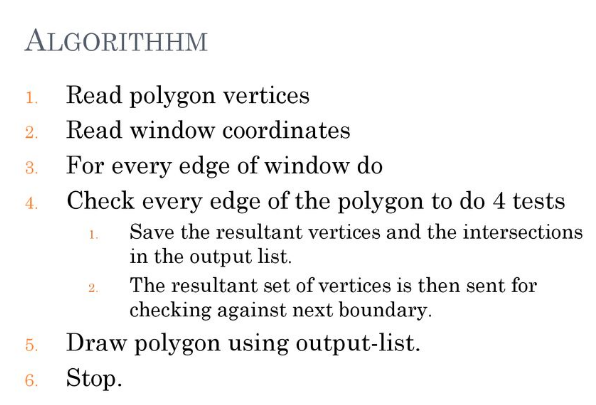 ALGORITHHM
1. Read polygon vertices
2. Read window coordinates
3. For every edge of window do
4. Check every edge of the polygon to do 4 tests
1. Save the resultant vertices and the intersections
in the output list.
2. The resultant set of vertices is then sent for
checking against next boundary.
5. Draw polygon using output-list.
6. Stop.